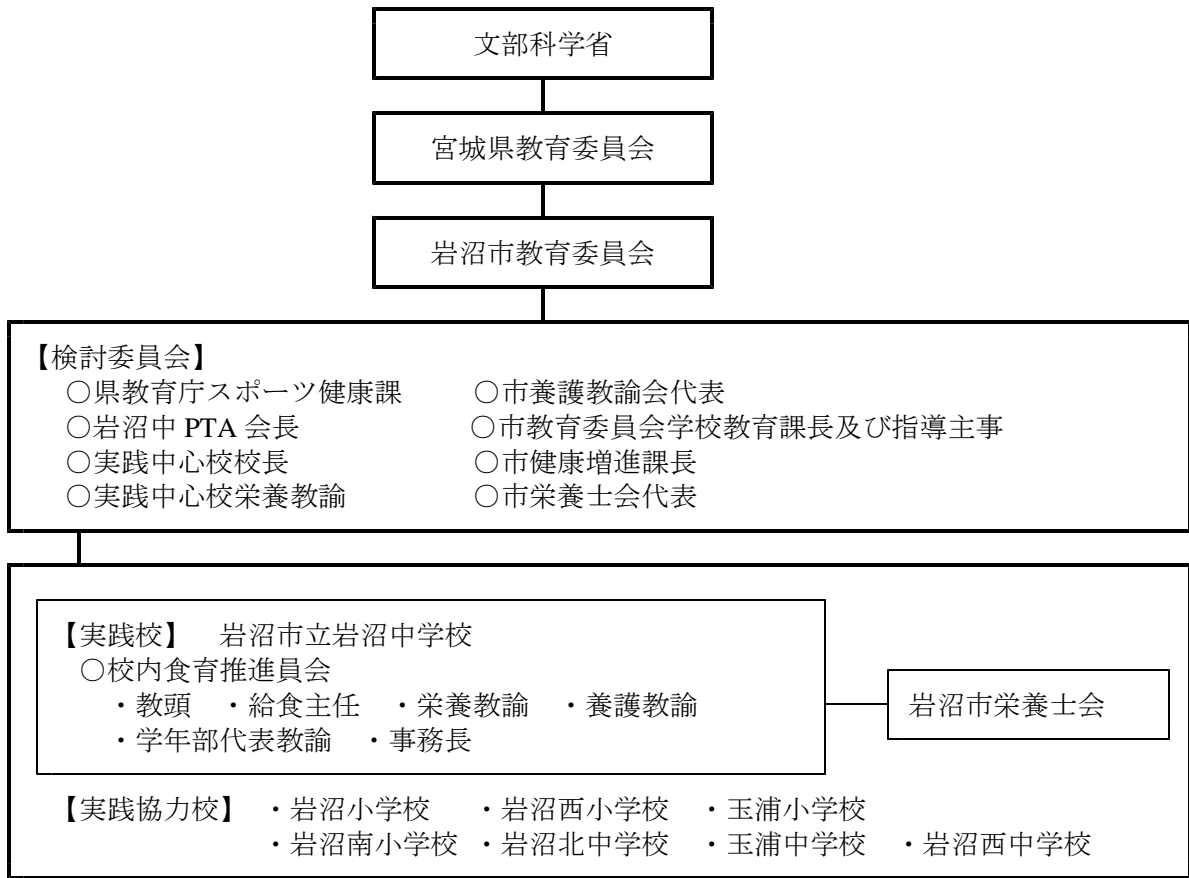 文部科学省
宮城県教育委員会
岩沼市教育委員会
【検討委員会】
○県教育庁スポーツ健康課　○市養護教諭会代表
○岩沼中 PTA 会長　○市教育委員会学校教育課長及び指導主事
○実践中心校校長　○市健康増進課長
○実践中心校栄養教諭　○市栄養士会代表
【実践校】　岩沼市立岩沼中学校
○校内食育推進員会
・教頭　・給食主任　・栄養教諭　・養護教諭
・学年部代表教諭　・事務長
岩沼市栄養士会
【実践協力校】　・岩沼小学校　・岩沼西小学校　・玉浦小学校
・岩沼南小学校　・岩沼北中学校　・玉浦中学校　・岩沼西中学校